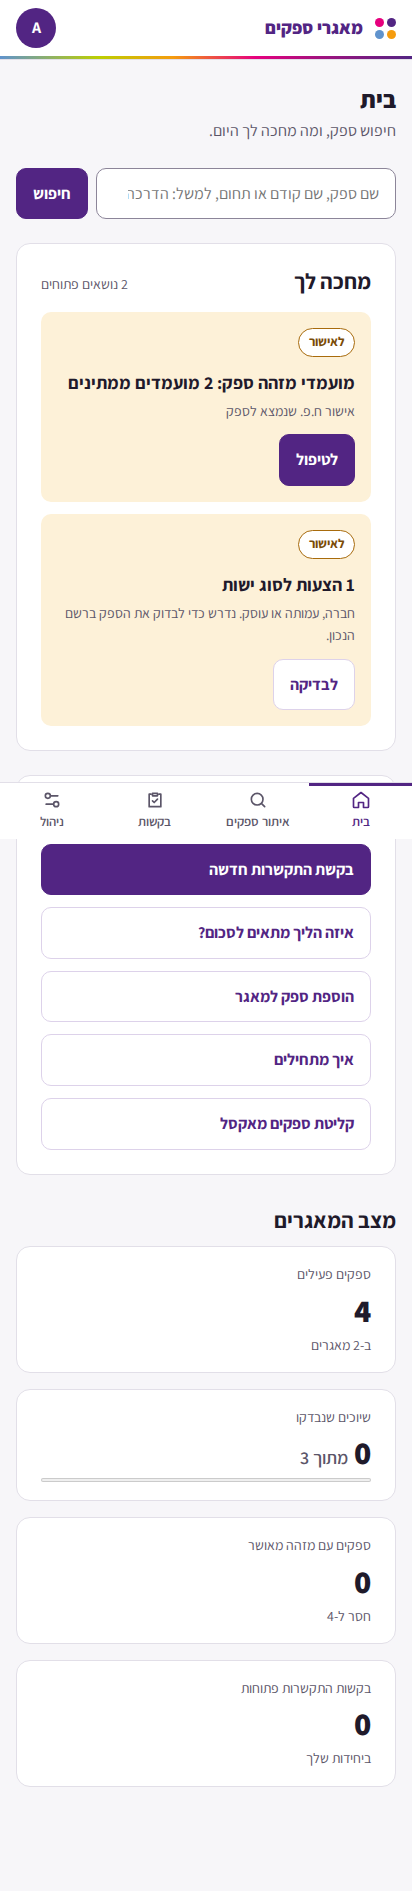 מאגרי ספקים
A
בית
חיפוש ספק, ומה מחכה לך היום.
שם ספק, שם קודם או תחום, למשל: הדרכה
חיפוש
מחכה לך
2 נושאים פתוחים
לאישור
מועמדי מזהה ספק: 2 מועמדים ממתינים
אישור ח.פ. שנמצא לספק
לטיפול
לאישור
1 הצעות לסוג ישות
חברה, עמותה או עוסק. נדרש כדי לבדוק את הספק ברשם
הנכון.
לבדיקה
בית
איתור ספקים
בקשות
ניהול
בקשת התקשרות חדשה
איזה הליך מתאים לסכום?
הוספת ספק למאגר
איך מתחילים
קליטת ספקים מאקסל
מצב המאגרים
ספקים פעילים
4
ב-2 מאגרים
שיוכים שנבדקו
0 מתוך 3
ספקים עם מזהה מאושר
0
חסר ל-4
בקשות התקשרות פתוחות
0
ביחידות שלך